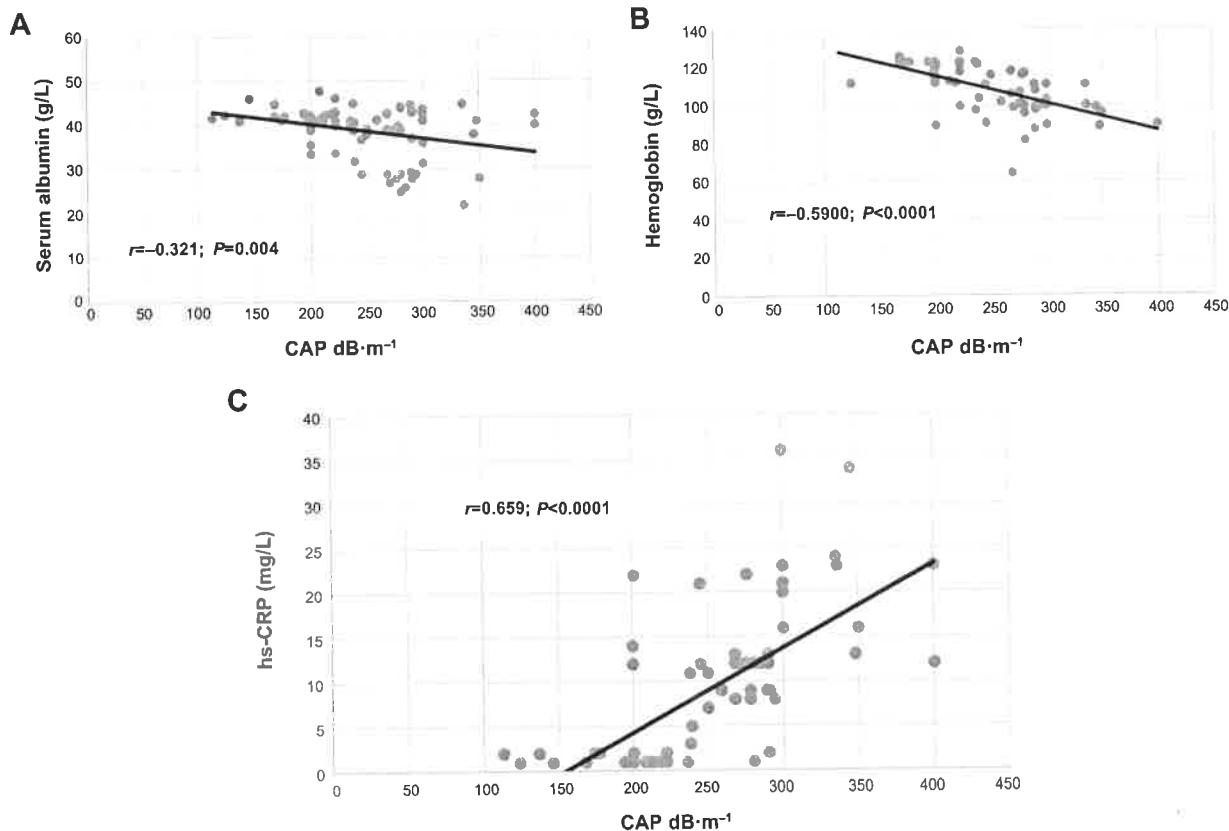 A
60
50
40
30
20
10
0
Serum albumin (g/L)
r=–0.321; P=0.004
0 50 100 150 200 250 300 350 400 450
CAP dB·m⁻¹
B
140
120
100
80
60
40
20
0
Hemoglobin (g/L)
r=–0.5900; P<0.0001
0 50 100 150 200 250 300 350 400 450
CAP dB·m⁻¹
C
40
35
30
25
20
15
10
5
0
hs-CRP (mg/L)
r=0.659; P<0.0001
0 50 100 150 200 250 300 350 400 450
CAP dB·m⁻¹